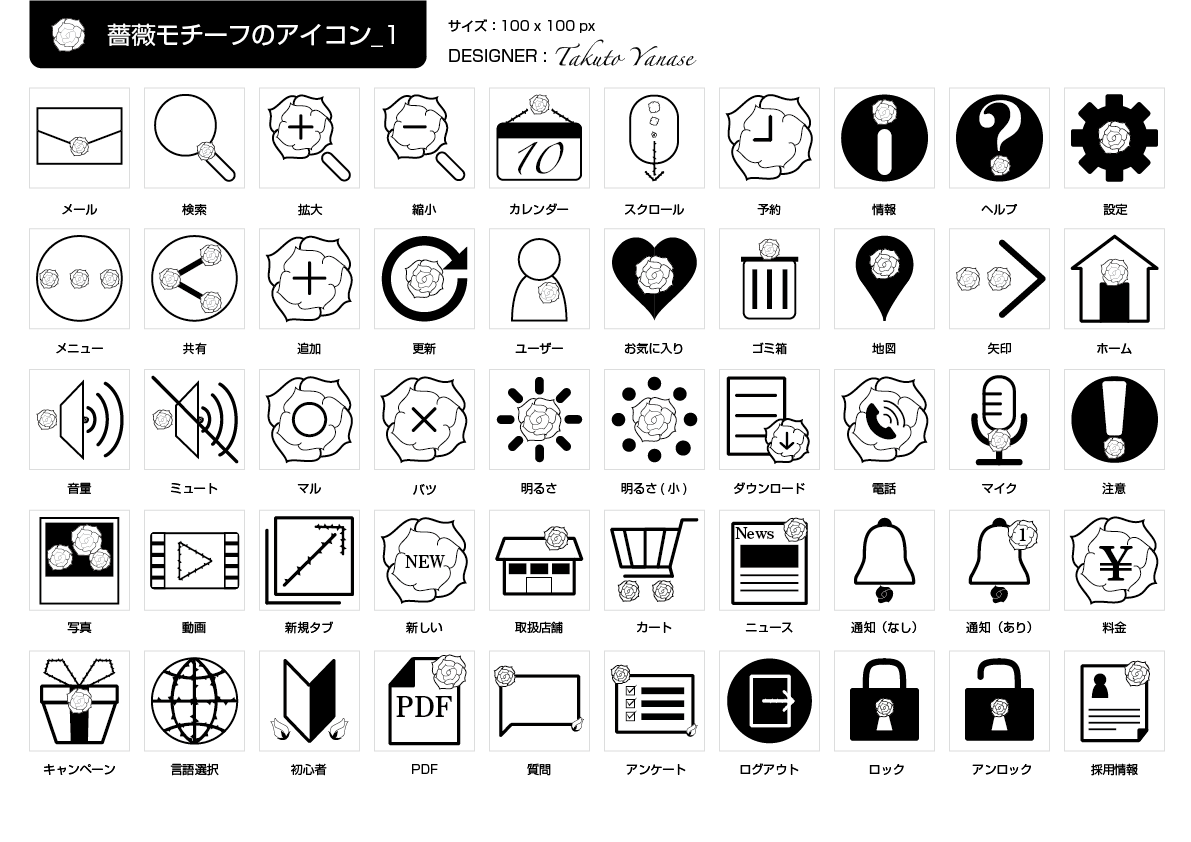 薔薇モチーフのアイコン_1
サイズ：100 x 100 px
DESIGNER： Takuto Yanase
10
メール 検索 拡大 縮小 カレンダー スクロール 予約 情報 ヘルプ 設定
メニュー 共有 追加 更新 ユーザー お気に入り ゴミ箱 地図 矢印 ホーム
音量 ミュート マル バツ 明るさ 明るさ(小) ダウンロード 電話 マイク 注意
NEW News 1 ¥
写真 動画 新規タブ 新しい 取扱店舗 カート ニュース 通知（なし） 通知（あり） 料金
PDF
キャンペーン 言語選択 初心者 PDF 質問 アンケート ログアウト ロック アンロック 採用情報